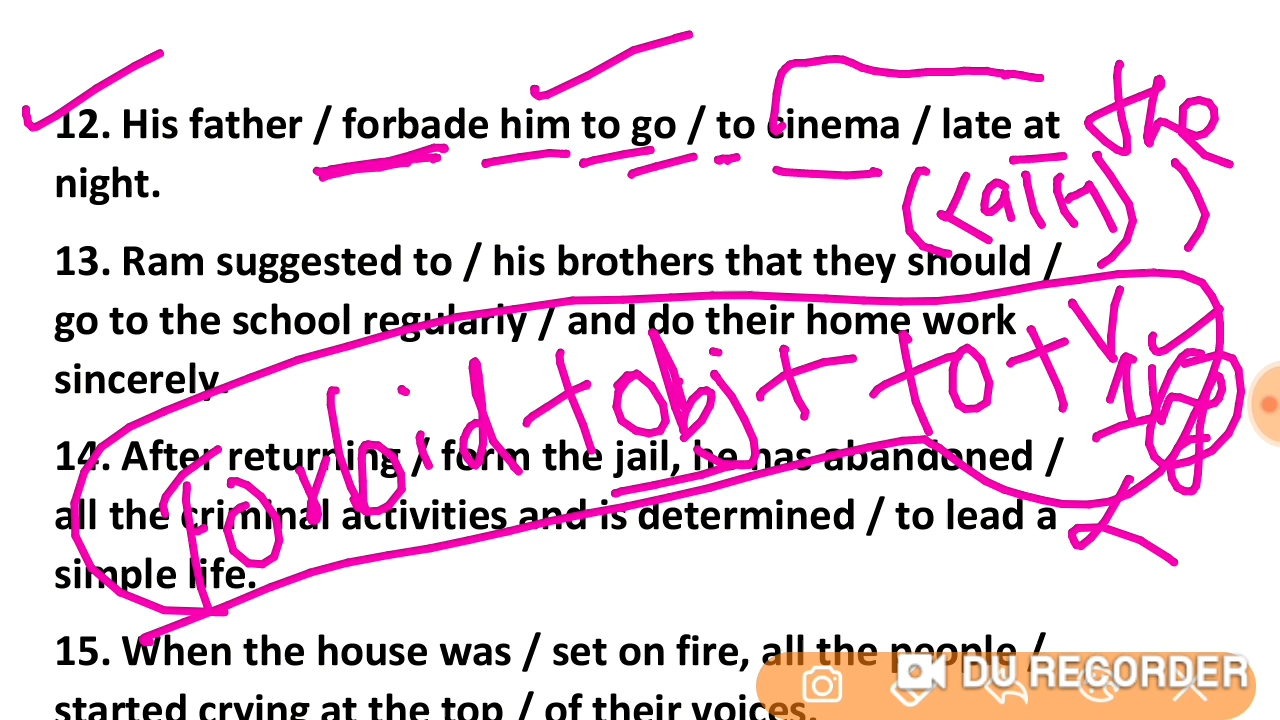 12. His father / forbade him to go / to cinema / late at
the
night.
13. Ram suggested to / his brothers that they should /
go to the school regularly / and do their home work
sincerely.
Forbid + obj + to + V
14. After returning / form the jail, he has abandoned /
all the criminal activities and is determined / to lead a
simple life.
15. When the house was / set on fire, all the people /
started crying at the top / of their voices.
DU RECORDER